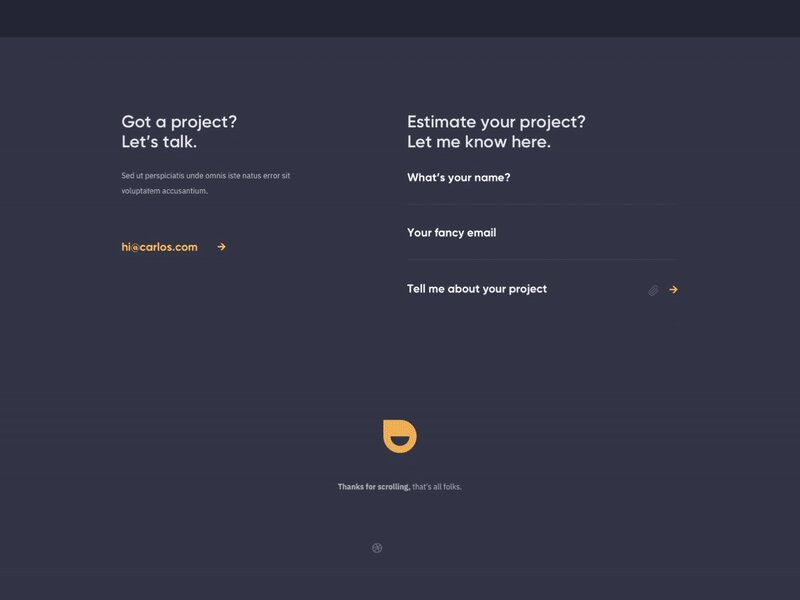 Got a project?
Let’s talk.
Sed ut perspiciatis unde omnis iste natus error sit
voluptatem accusantium.
hi@carlos.com
Estimate your project?
Let me know here.
What’s your name?
Your fancy email
Tell me about your project
Thanks for scrolling, that’s all folks.